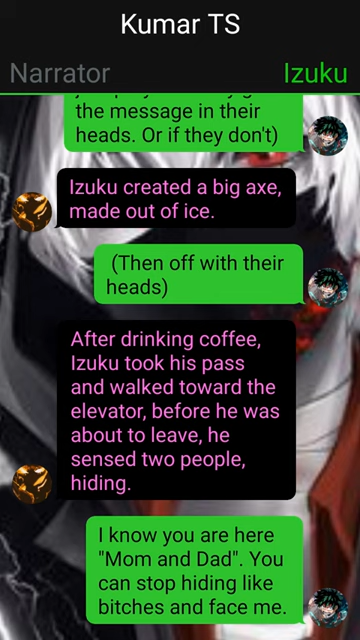 Kumar TS
Narrator
Izuku
the message in their
heads. Or if they don't)
Izuku created a big axe,
made out of ice.
(Then off with their
heads)
After drinking coffee,
Izuku took his pass
and walked toward the
elevator, before he was
about to leave, he
sensed two people,
hiding.
I know you are here
"Mom and Dad". You
can stop hiding like
bitches and face me.